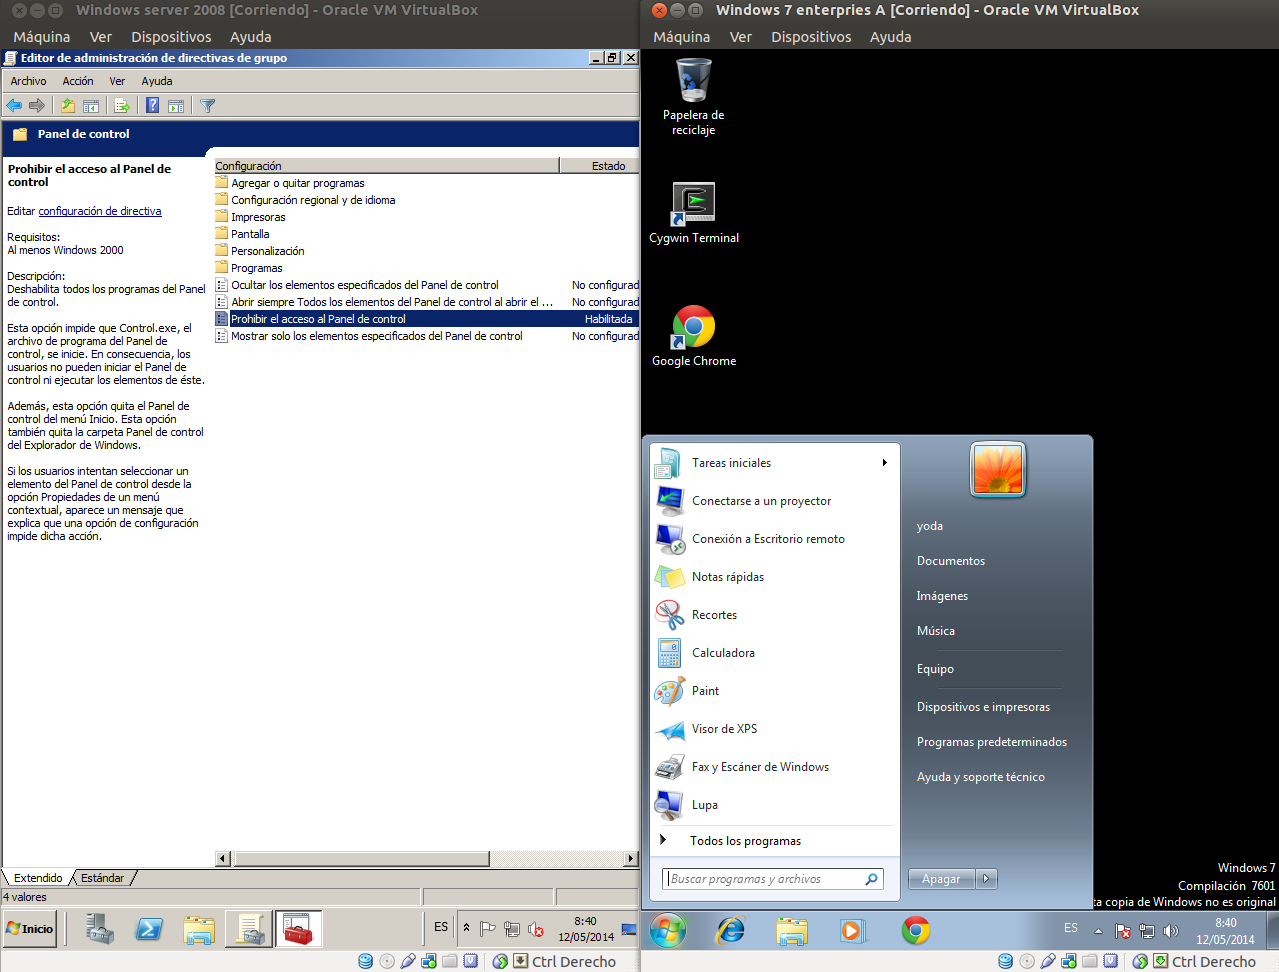 Windows server 2008 [Corriendo] - Oracle VM VirtualBox
Máquina Ver Dispositivos Ayuda
Editor de administración de directivas de grupo
Archivo Acción Ver Ayuda
Panel de control
Prohibir el acceso al Panel de
control
Editar configuración de directiva
Requisitos:
Al menos Windows 2000
Descripción:
Deshabilita todos los programas del Panel
de control.
Esta opción impide que Control.exe, el
archivo de programa del Panel de
control, se inicie. En consecuencia, los
usuarios no pueden iniciar el Panel de
control ni ejecutar los elementos de éste.
Además, esta opción quita el Panel de
control del menú Inicio. Esta opción
también quita la carpeta Panel de control
del Explorador de Windows.
Si los usuarios intentan seleccionar un
elemento del Panel de control desde la
opción Propiedades de un menú
contextual, aparece un mensaje que
explica que una opción de configuración
impide dicha acción.
Configuración Estado
Agregar o quitar programas
Configuración regional y de idioma
Impresoras
Pantalla
Personalización
Programas
Ocultar los elementos especificados del Panel de control No configurad
Abrir siempre Todos los elementos del Panel de control al abrir el ... No configurad
Prohibir el acceso al Panel de control Habilitada
Mostrar solo los elementos especificados del Panel de control No configurad
Extendido Estándar
4 valores
Inicio
ES
8:40
12/05/2014
Ctrl Derecho
Windows 7 enterpries A [Corriendo] - Oracle VM VirtualBox
Máquina Ver Dispositivos Ayuda
Papelera de
reciclaje
Cygwin Terminal
Google Chrome
Tareas iniciales
Conectarse a un proyector
Conexión a Escritorio remoto
Notas rápidas
Recortes
Calculadora
Paint
Visor de XPS
Fax y Escáner de Windows
Lupa
Todos los programas
Buscar programas y archivos
yoda
Documentos
Imágenes
Música
Equipo
Dispositivos e impresoras
Programas predeterminados
Ayuda y soporte técnico
Apagar
Windows 7
Compilación 7601
ta copia de Windows no es original
ES
8:40
12/05/2014
Ctrl Derecho